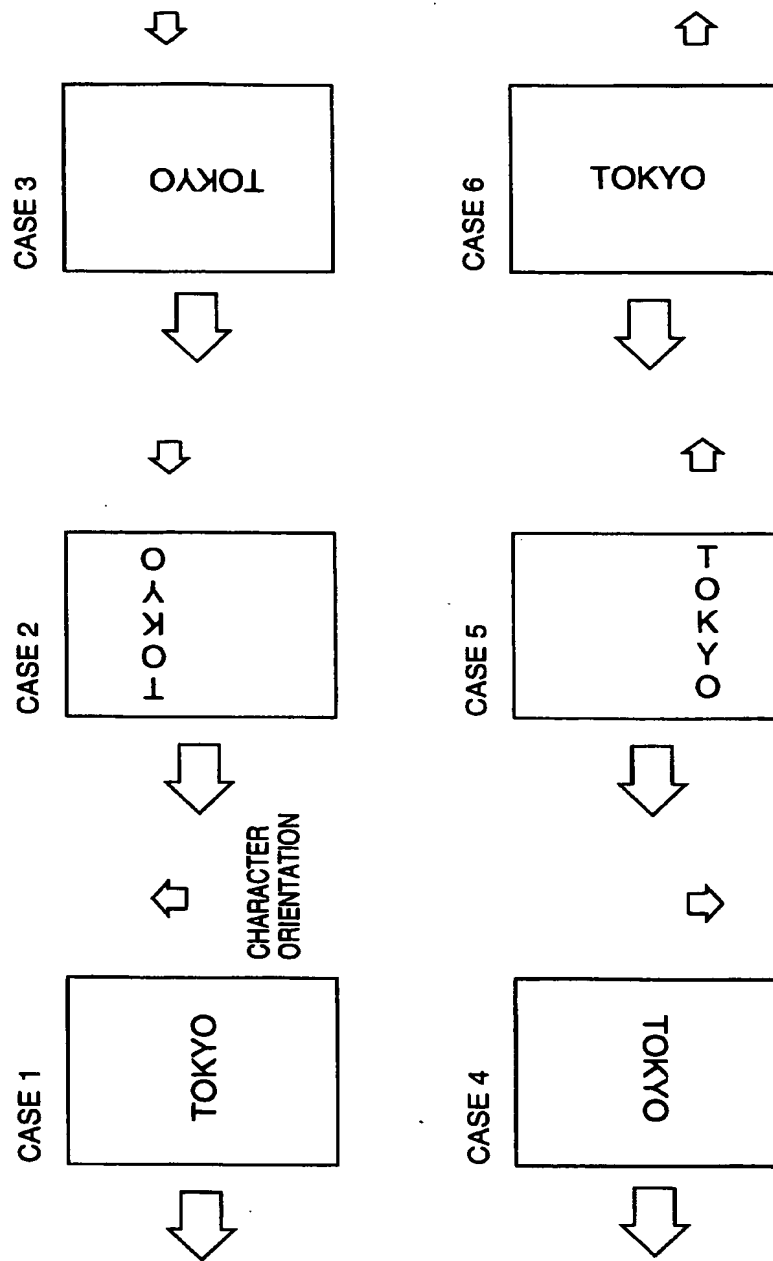 CASE 1
TOKYO
CHARACTER
ORIENTATION
CASE 2
TOKYO
CASE 3
TOKYO
CASE 4
TOKYO
CASE 5
TOKYO
CASE 6
TOKYO